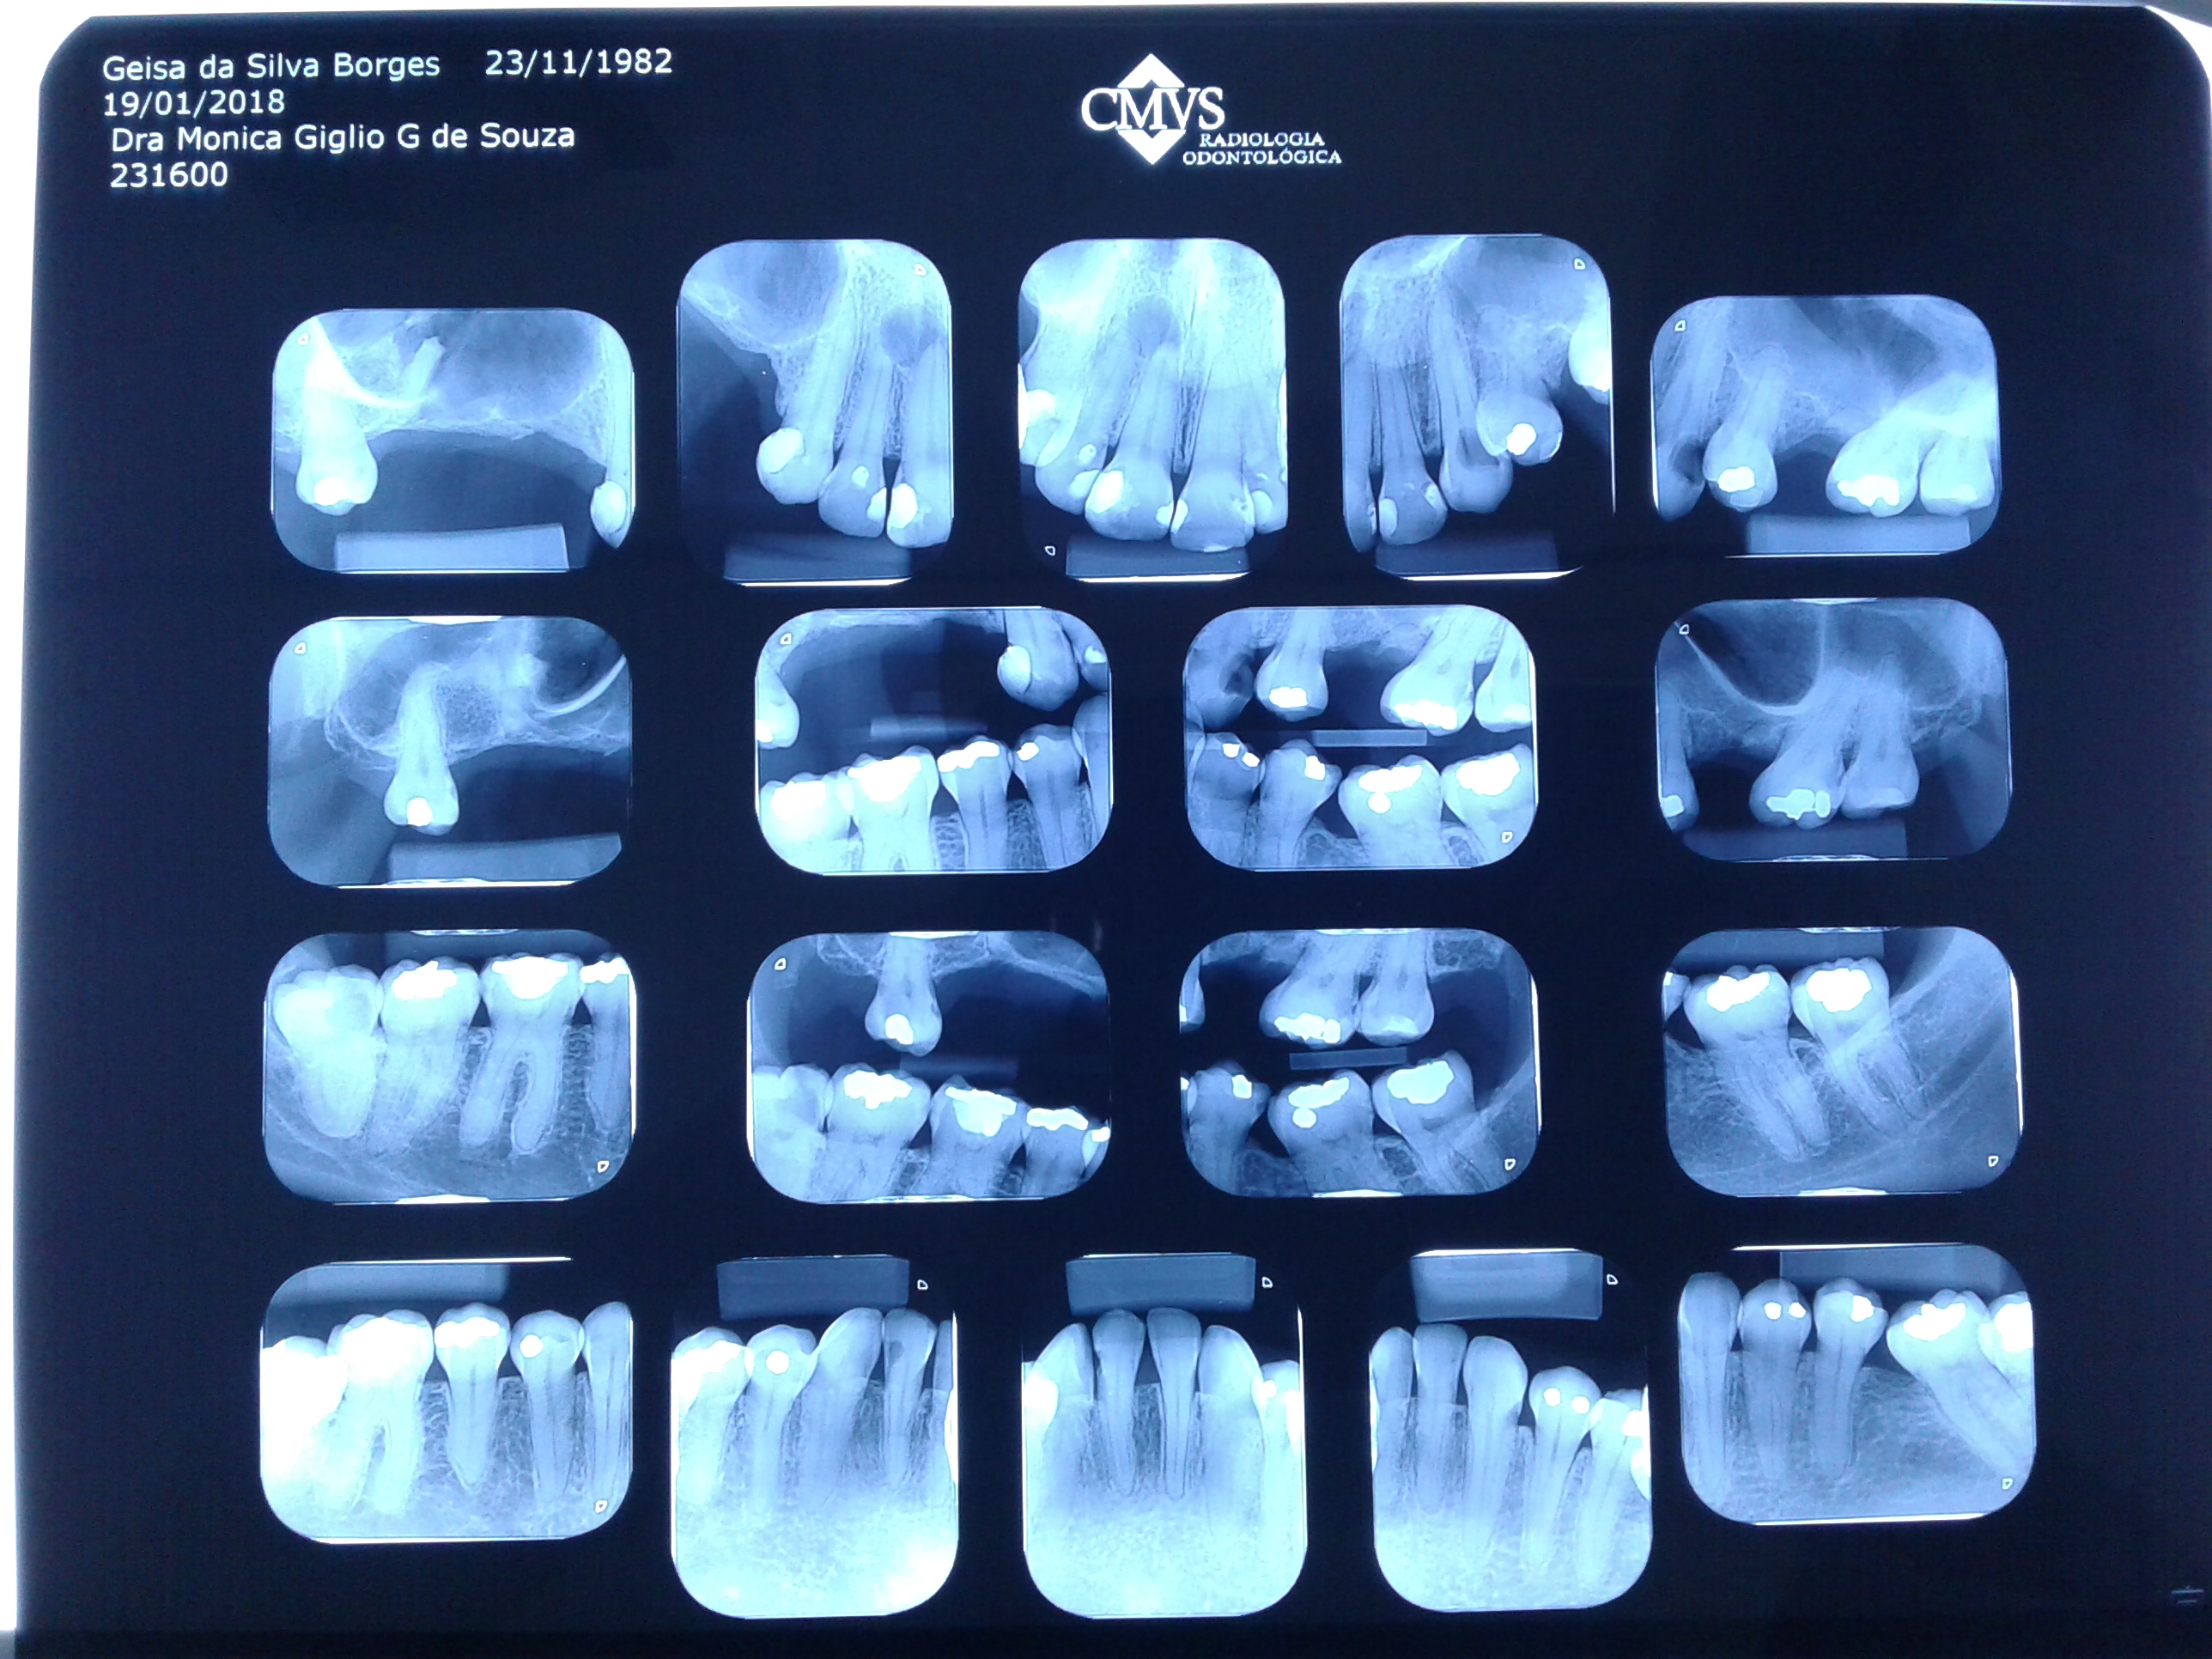 Geisa da Silva Borges 23/11/1982
19/01/2018
Dra Monica Giglio G de Souza
231600
CMVS
RADIOLOGIA
ODONTOLÓGICA